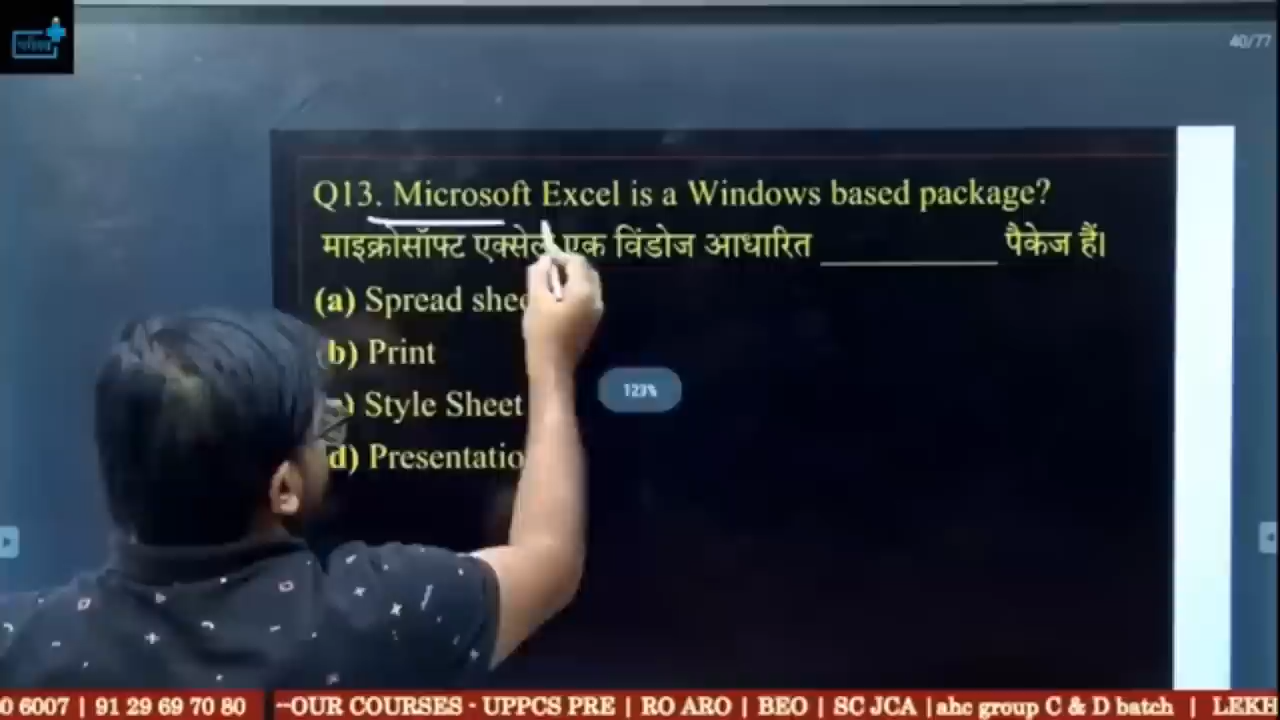 40/77
Q13. Microsoft Excel is a Windows based package?
माइक्रोसॉफ्ट एक्सेल एक विंडोज आधारित __________ पैकेज हैं।
(a) Spread shee
(b) Print
Style Sheet
(d) Presentatio
123%
0 6007 | 91 29 69 70 80 --OUR COURSES - UPPCS PRE | RO ARO | BEO | SC JCA |ahc group C & D batch | LEKH